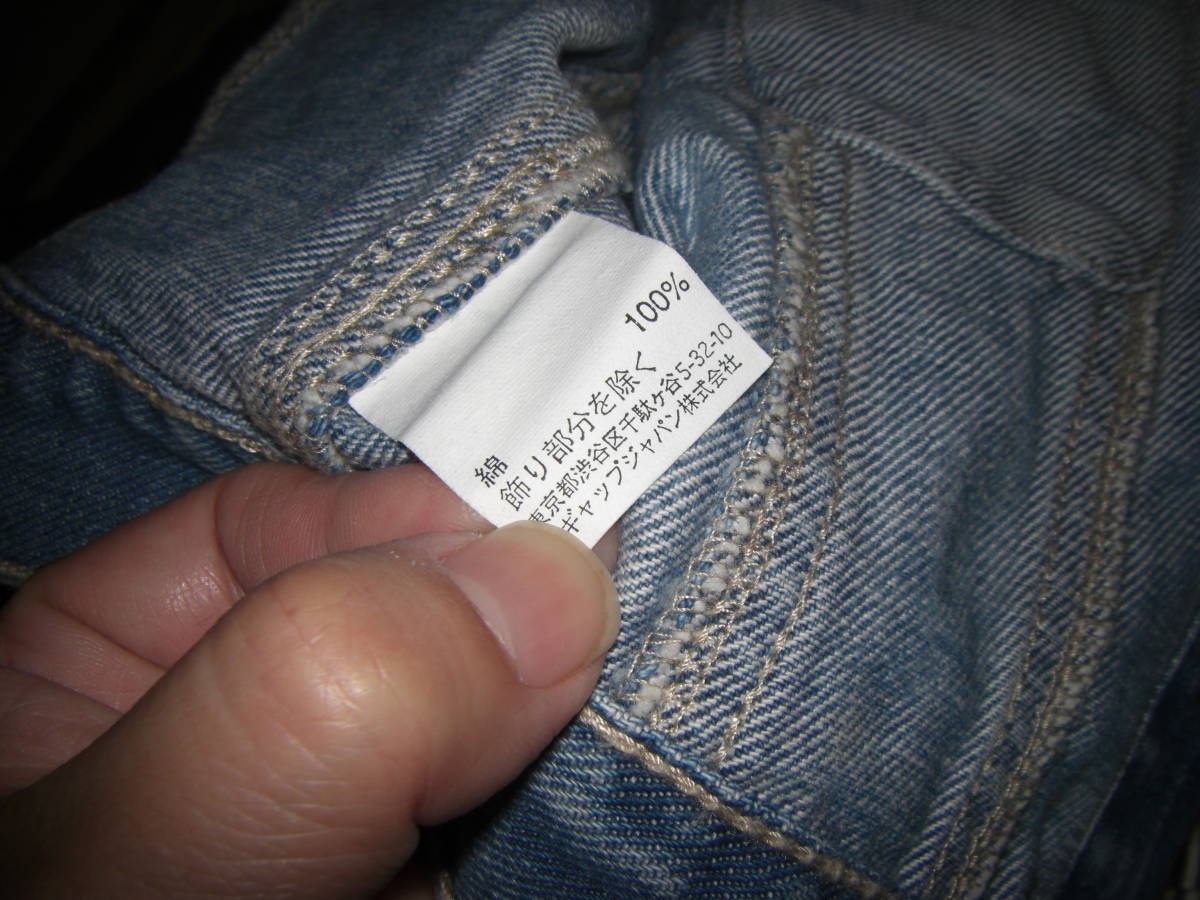 綿 100%
飾り部分を除く
東京都渋谷区千駄ヶ谷5-32-10
ギャップジャパン株式会社